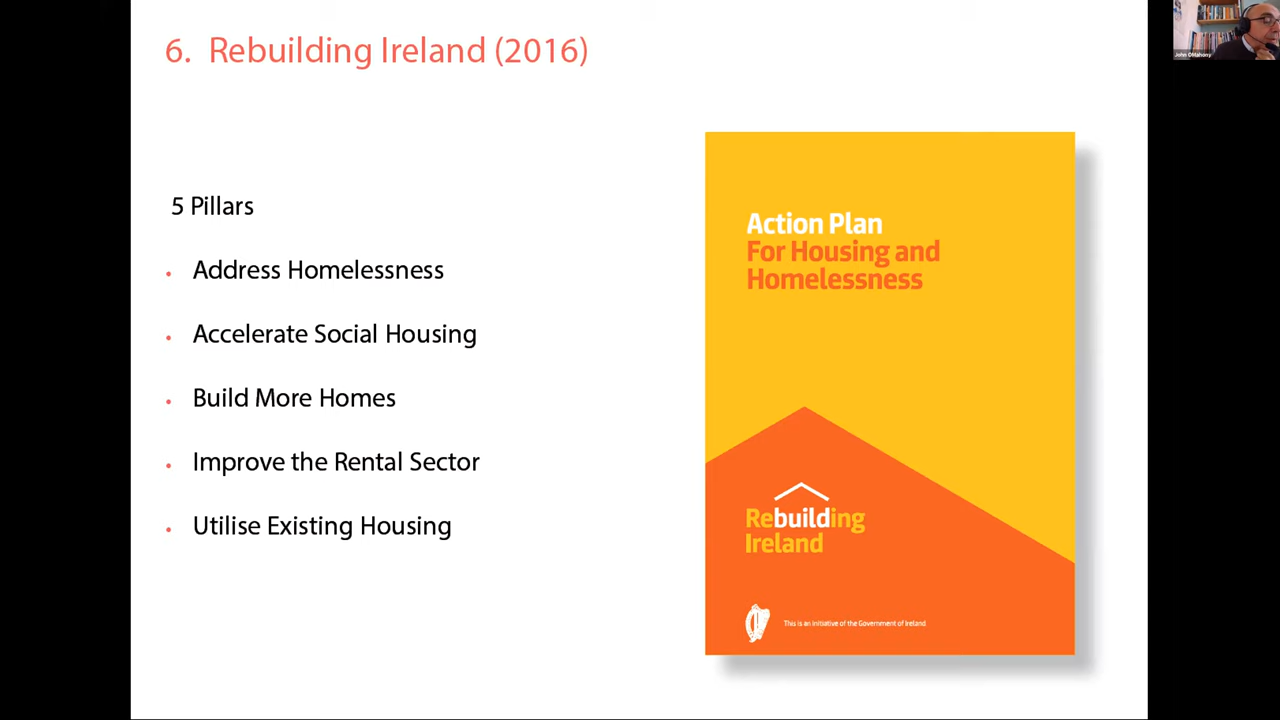 6. Rebuilding Ireland (2016)
5 Pillars
• Address Homelessness
• Accelerate Social Housing
• Build More Homes
• Improve the Rental Sector
• Utilise Existing Housing
Action Plan
For Housing and
Homelessness
Rebuilding
Ireland
This is an initiative of the Government of Ireland
John OMahony